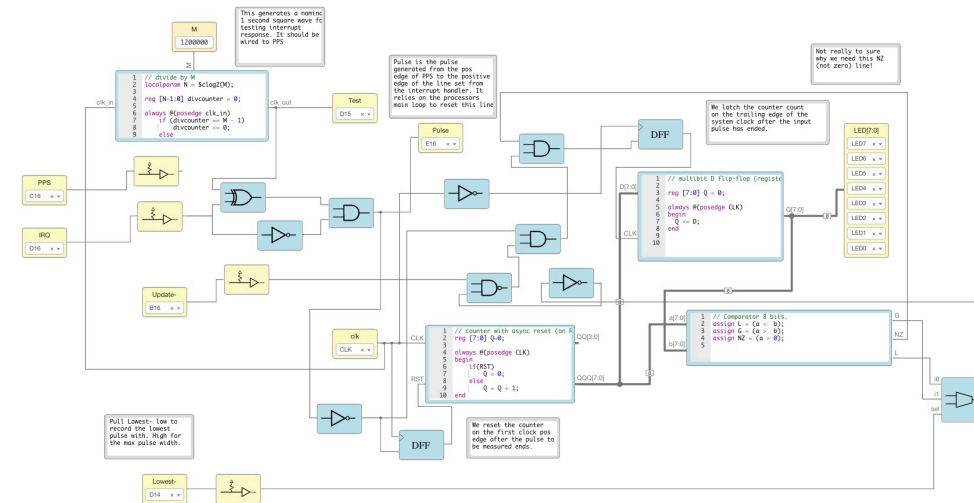 This generates a nominc
1 second square wave fo
testing interrupt
response. It should be
wired to PPS
M
1200000
M
1 // divide by M
2 localparam N = $clog2(M);
3
4 reg [N-1:0] divcounter = 0;
5
6 always @(posedge clk_in)
7 if (divcounter == M - 1)
8 divcounter <= 0;
9 else
clk_in
clk_out
Test
D15
Pulse is the pulse
generated from the pos
edge of PPS to the positive
edge of the line set from
the interrupt handler. It
relies on the processors
main loop to reset this line
Pulse
E16
Not really to sure
why we need this NZ
(not zero) line!
We latch the counter count
on the trailing edge of the
system clock after the input
pulse has ended.
DFF
LED[7:0]
LED7
LED6
LED5
LED4
LED3
LED2
LED1
LED0
PPS
C16
IRQ
D16
D[7:0]
CLK
1 // multibit D flip-flop (registe
2
3 reg [7:0] Q = 0;
4
5 always @(posedge CLK)
6 begin
7 Q <= D;
8 end
9
10
Q[7:0]
8
Update-
B16
8
8
clk
CLK
CLK
RST
1 // counter with async reset (on R
2 reg [7:0] Q=0;
3
4 always @(posedge CLK)
5 begin
6 if(RST)
7 Q = 0;
8 else
9 Q = Q + 1;
10 end
QQ[3:0]
QQQ[7:0]
8
a[7:0]
b[7:0]
1 // Comparator 8 bits.
2 assign L = (a < b);
3 assign G = (a > b);
4 assign NZ = (a > 0);
5
G
NZ
L
i0
i1
sel
Pull Lowest- low to
record the lowest
pulse with. High for
the max pulse width.
DFF
We reset the counter
on the first clock pos
edge after the pulse to
be measured ends.
Lowest-
D14